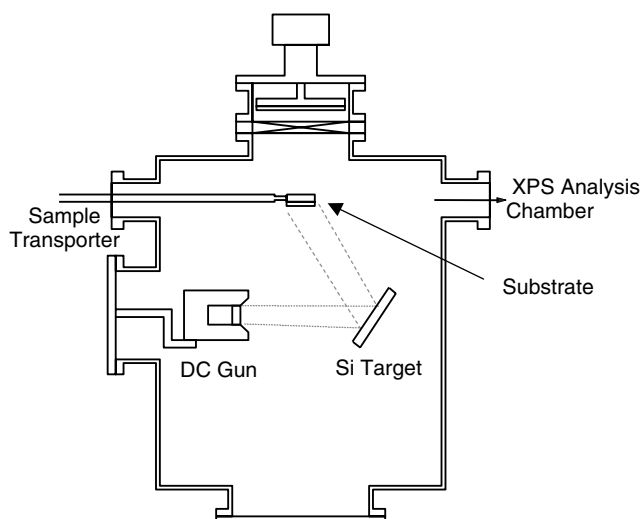 XPS Analysis
Chamber
Sample
Transporter
Substrate
DC Gun
Si Target